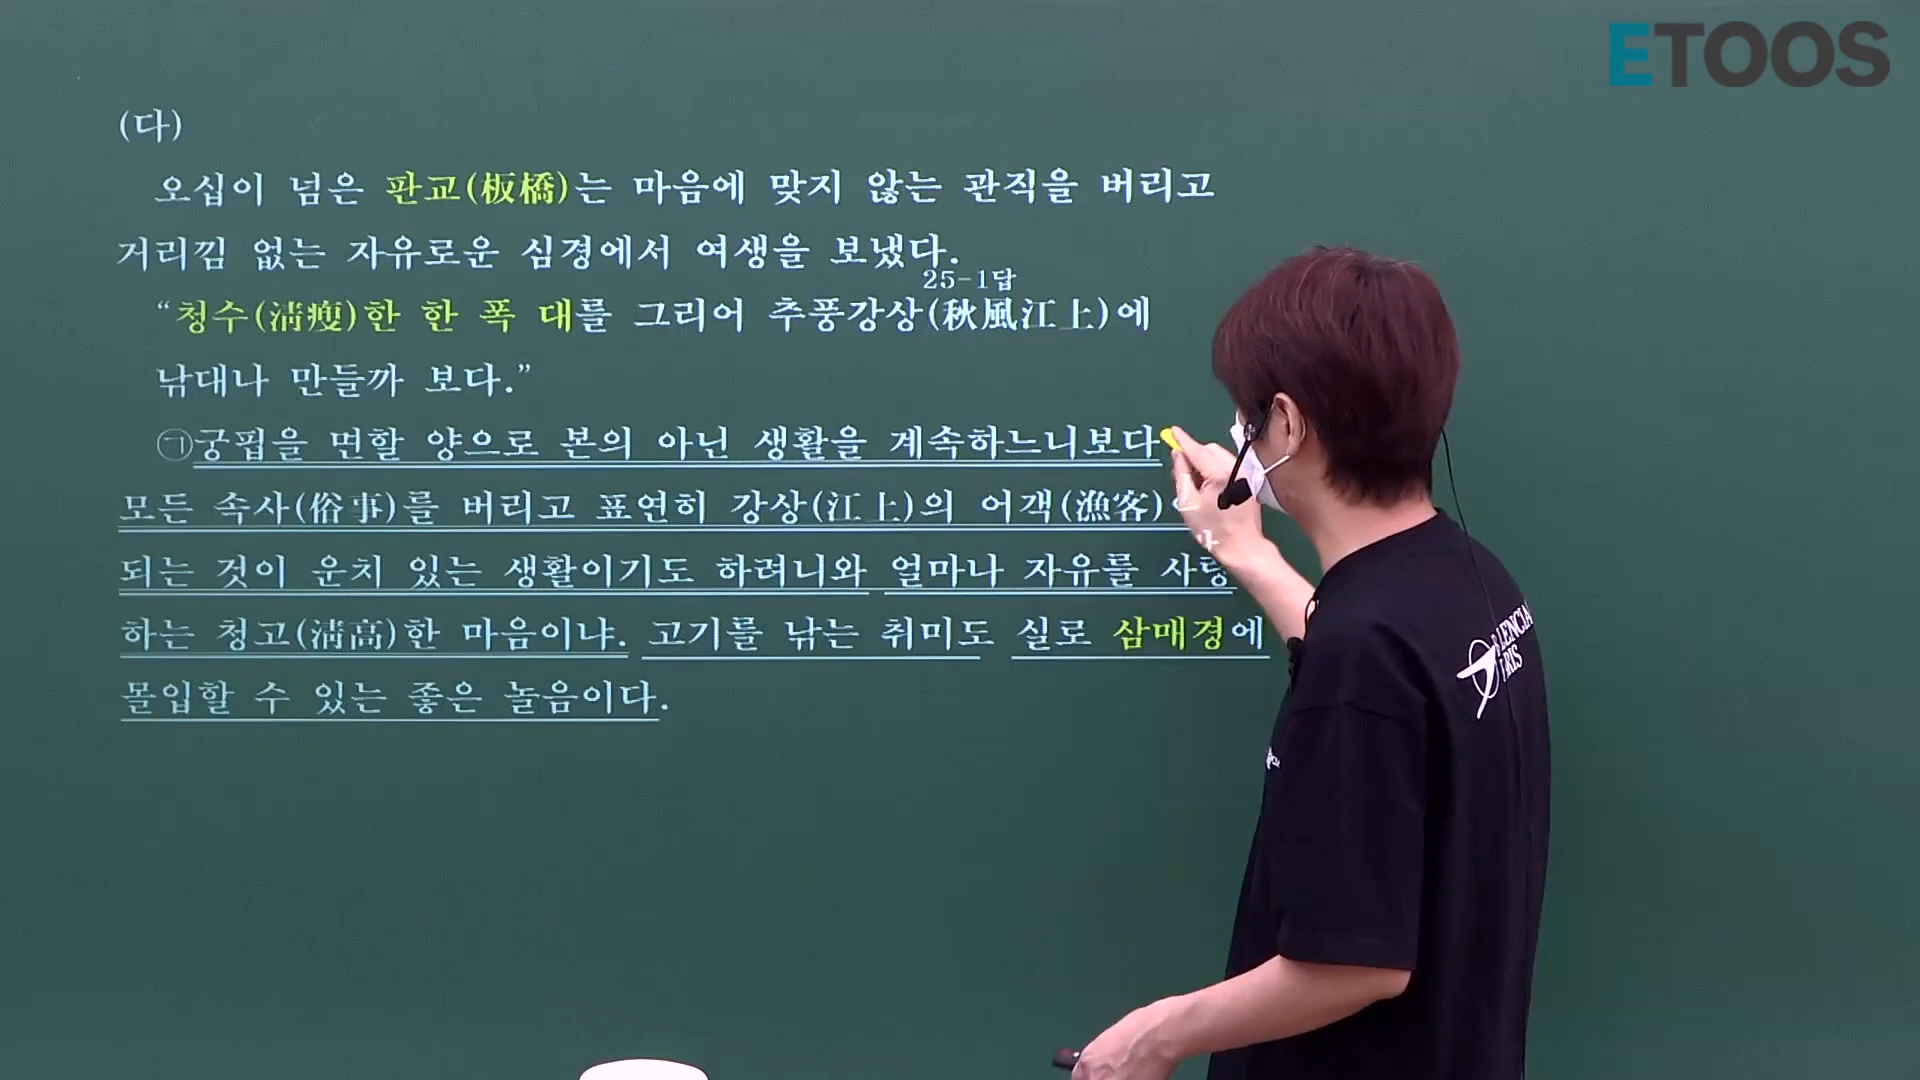 ETOOS
(다)
오십이 넘은 판교(板橋)는 마음에 맞지 않는 관직을 버리고
거리낌 없는 자유로운 심경에서 여생을 보냈다.
25-1답
“청수(淸瘦)한 한 폭 대를 그리어 추풍강상(秋風江上)에
낚대나 만들까 보다.”
㉠궁핍을 면할 양으로 본의 아닌 생활을 계속하느니보다
모든 속사(俗事)를 버리고 표연히 강상(江上)의 어객(漁客)
되는 것이 운치 있는 생활이기도 하려니와 얼마나 자유를 사랑
하는 청고(淸高)한 마음이냐. 고기를 낚는 취미도 실로 삼매경에
몰입할 수 있는 좋은 놀음이다.